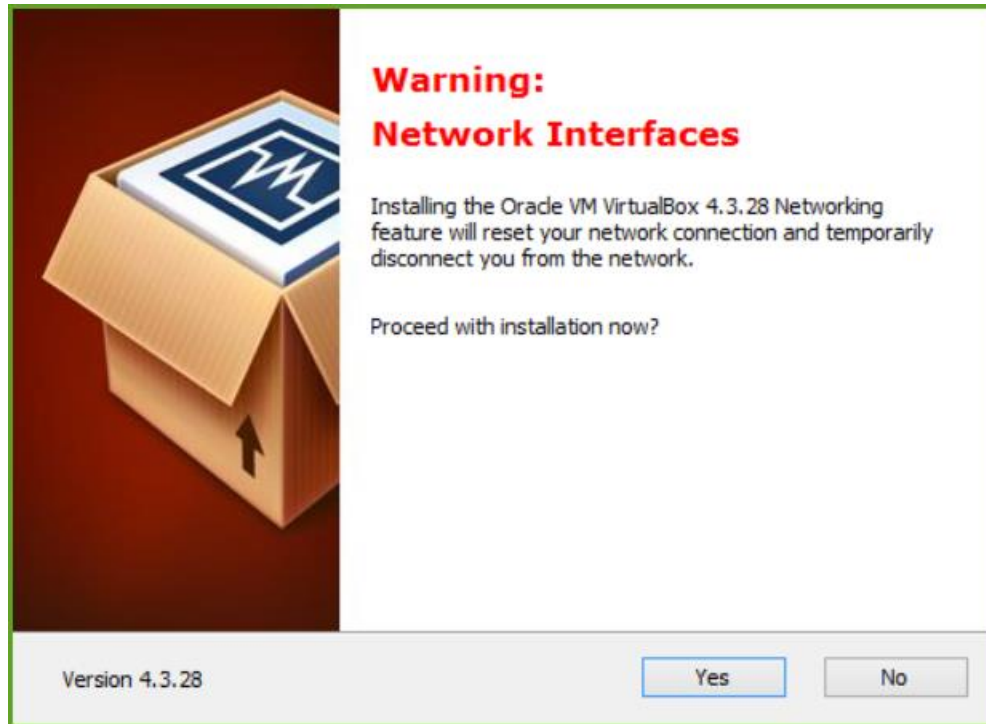 Warning:
Network Interfaces
Installing the Oracle VM VirtualBox 4.3.28 Networking
feature will reset your network connection and temporarily
disconnect you from the network.
Proceed with installation now?
Version 4.3.28
Yes
No